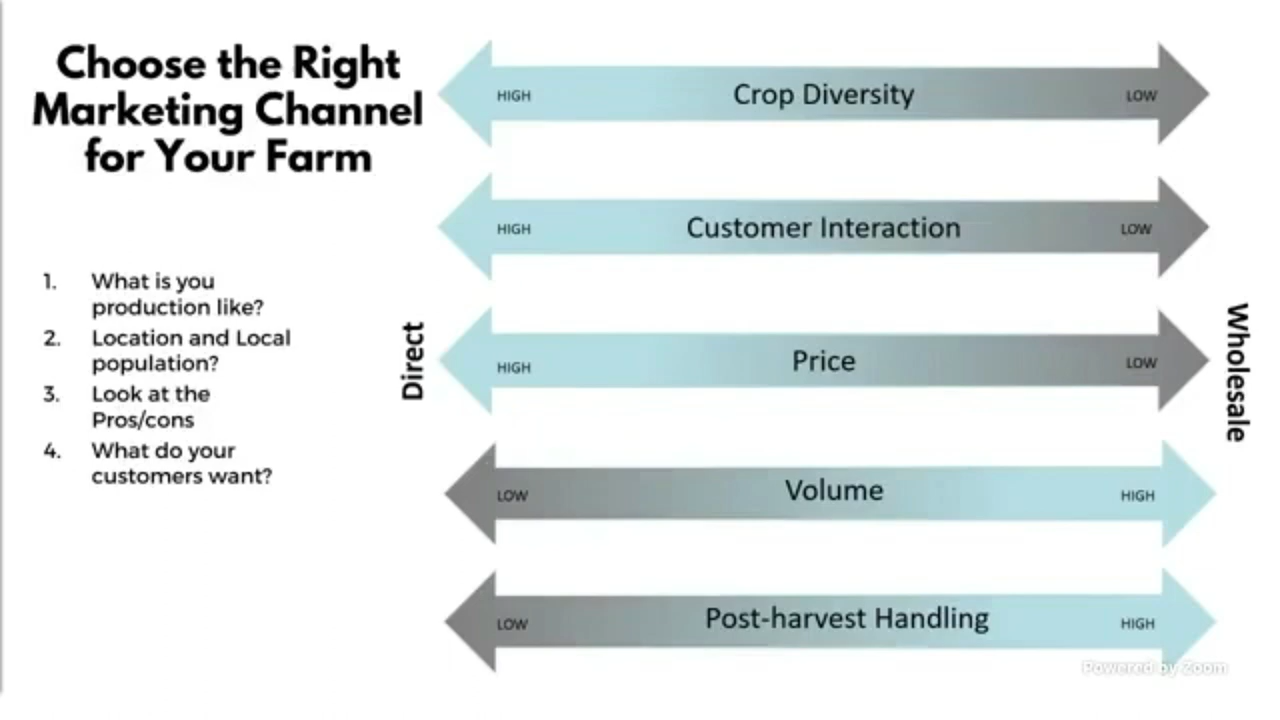 Choose the Right
Marketing Channel
for Your Farm
1. What is you
production like?
2. Location and Local
population?
3. Look at the
Pros/cons
4. What do your
customers want?
Direct
HIGH Crop Diversity LOW
HIGH Customer Interaction LOW
HIGH Price LOW
LOW Volume HIGH
LOW Post-harvest Handling HIGH
Wholesale
Powered by Zoom